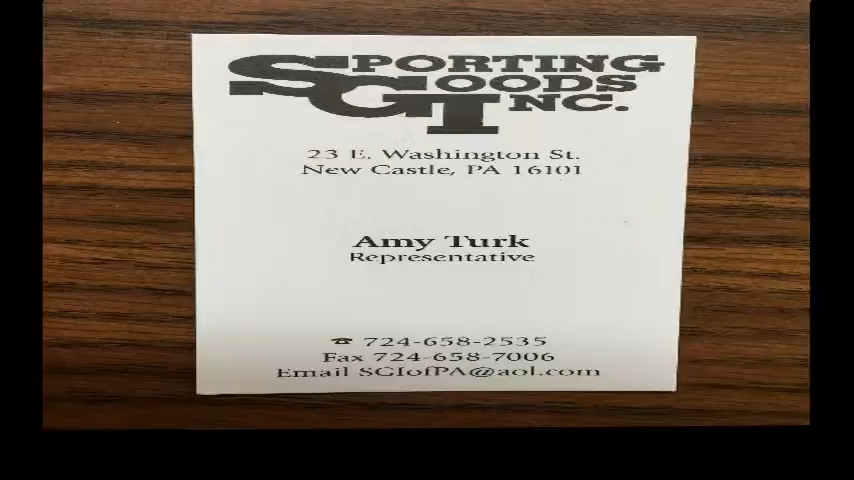 SPORTING
GOODS
INC.
23 E. Washington St.
New Castle, PA 16101
Amy Turk
Representative
☎ 724-658-2535
Fax 724-658-7006
Email SGIofPA@aol.com